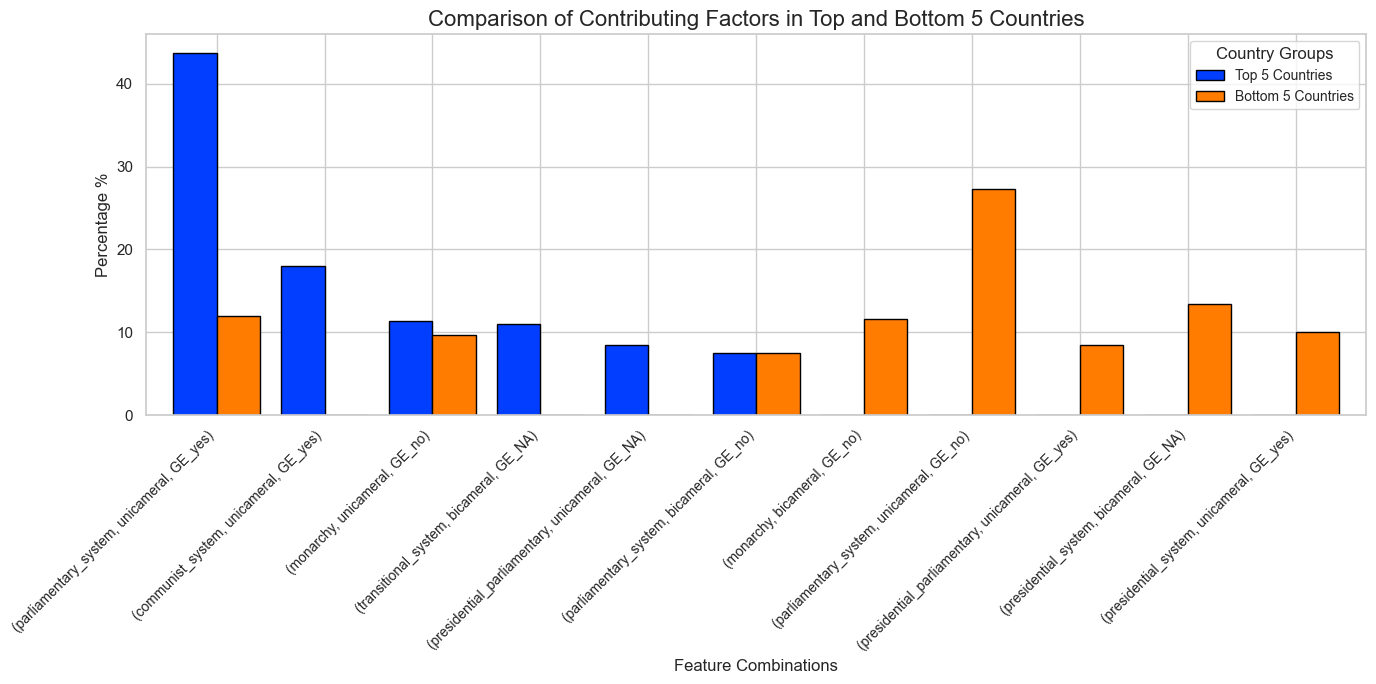 Comparison of Contributing Factors in Top and Bottom 5 Countries
Country Groups
Top 5 Countries
Bottom 5 Countries
Percentage %
40
30
20
10
0
(parliamentary_system, unicameral, GE_yes)
(communist_system, unicameral, GE_yes)
(monarchy, unicameral, GE_no)
(transitional_system, bicameral, GE_NA)
(presidential_parliamentary, unicameral, GE_NA)
(parliamentary_system, bicameral, GE_no)
(monarchy, bicameral, GE_no)
(parliamentary_system, unicameral, GE_no)
(presidential_parliamentary, unicameral, GE_yes)
(presidential_system, bicameral, GE_NA)
(presidential_system, unicameral, GE_yes)
Feature Combinations